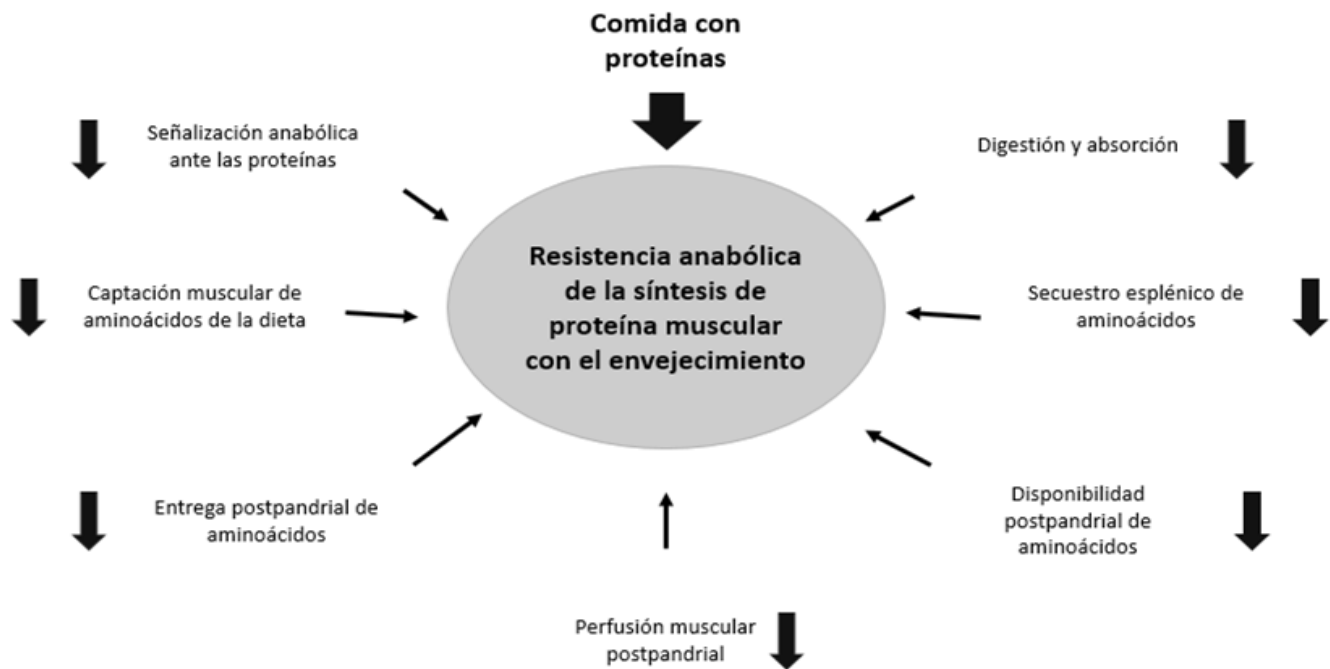 Comida con
proteínas
Señalización anabólica
ante las proteínas
Digestión y absorción
Resistencia anabólica
de la síntesis de
proteína muscular
con el envejecimiento
Captación muscular de
aminoácidos de la dieta
Secuestro esplénico de
aminoácidos
Entrega postpandrial de
aminoácidos
Disponibilidad
postpandrial de
aminoácidos
Perfusión muscular
postpandrial